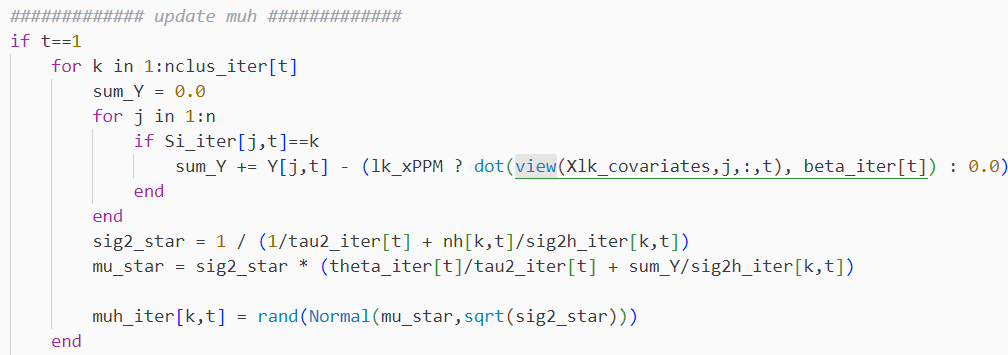 ############# update muh #############
if t==1
    for k in 1:nclus_iter[t]
        sum_Y = 0.0
        for j in 1:n
            if Si_iter[j,t]==k
                sum_Y += Y[j,t] - (lk_xPPM ? dot(view(Xlk_covariates,j,:,t), beta_iter[t]) : 0.0)
            end
        end
        sig2_star = 1 / (1/tau2_iter[t] + nh[k,t]/sig2h_iter[k,t])
        mu_star = sig2_star * (theta_iter[t]/tau2_iter[t] + sum_Y/sig2h_iter[k,t])

        muh_iter[k,t] = rand(Normal(mu_star,sqrt(sig2_star)))
    end